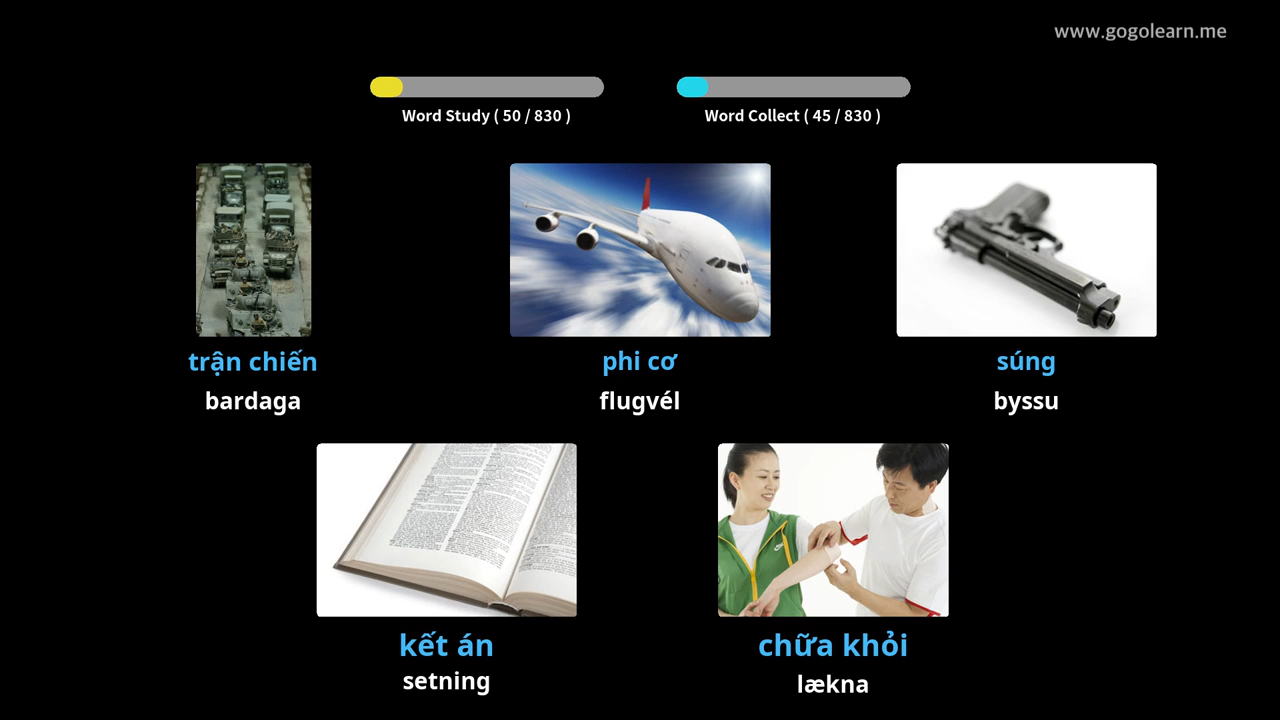 www.gogolearn.me
Word Study ( 50 / 830 )
Word Collect ( 45 / 830 )
trận chiến
bardaga
phi cơ
flugvél
súng
byssu
kết án
setning
chữa khỏi
lækna